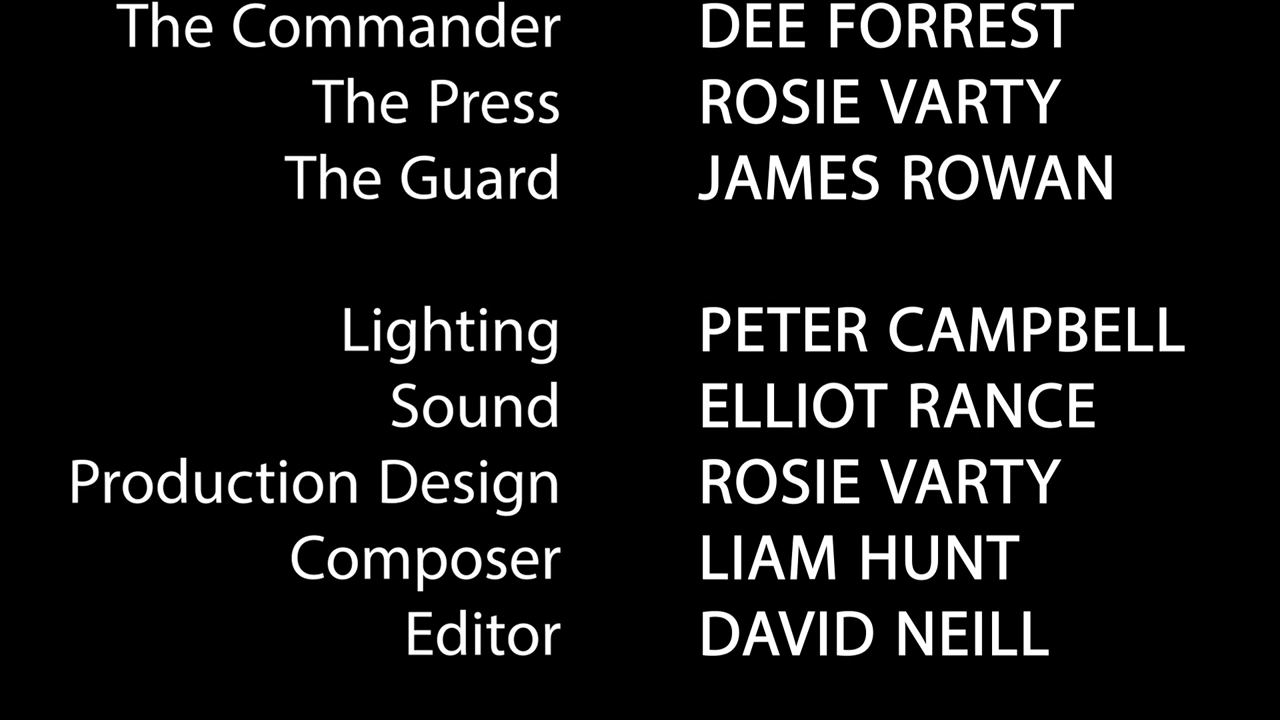 The Commander DEE FORREST
The Press ROSIE VARTY
The Guard JAMES ROWAN
Lighting PETER CAMPBELL
Sound ELLIOT RANCE
Production Design ROSIE VARTY
Composer LIAM HUNT
Editor DAVID NEILL